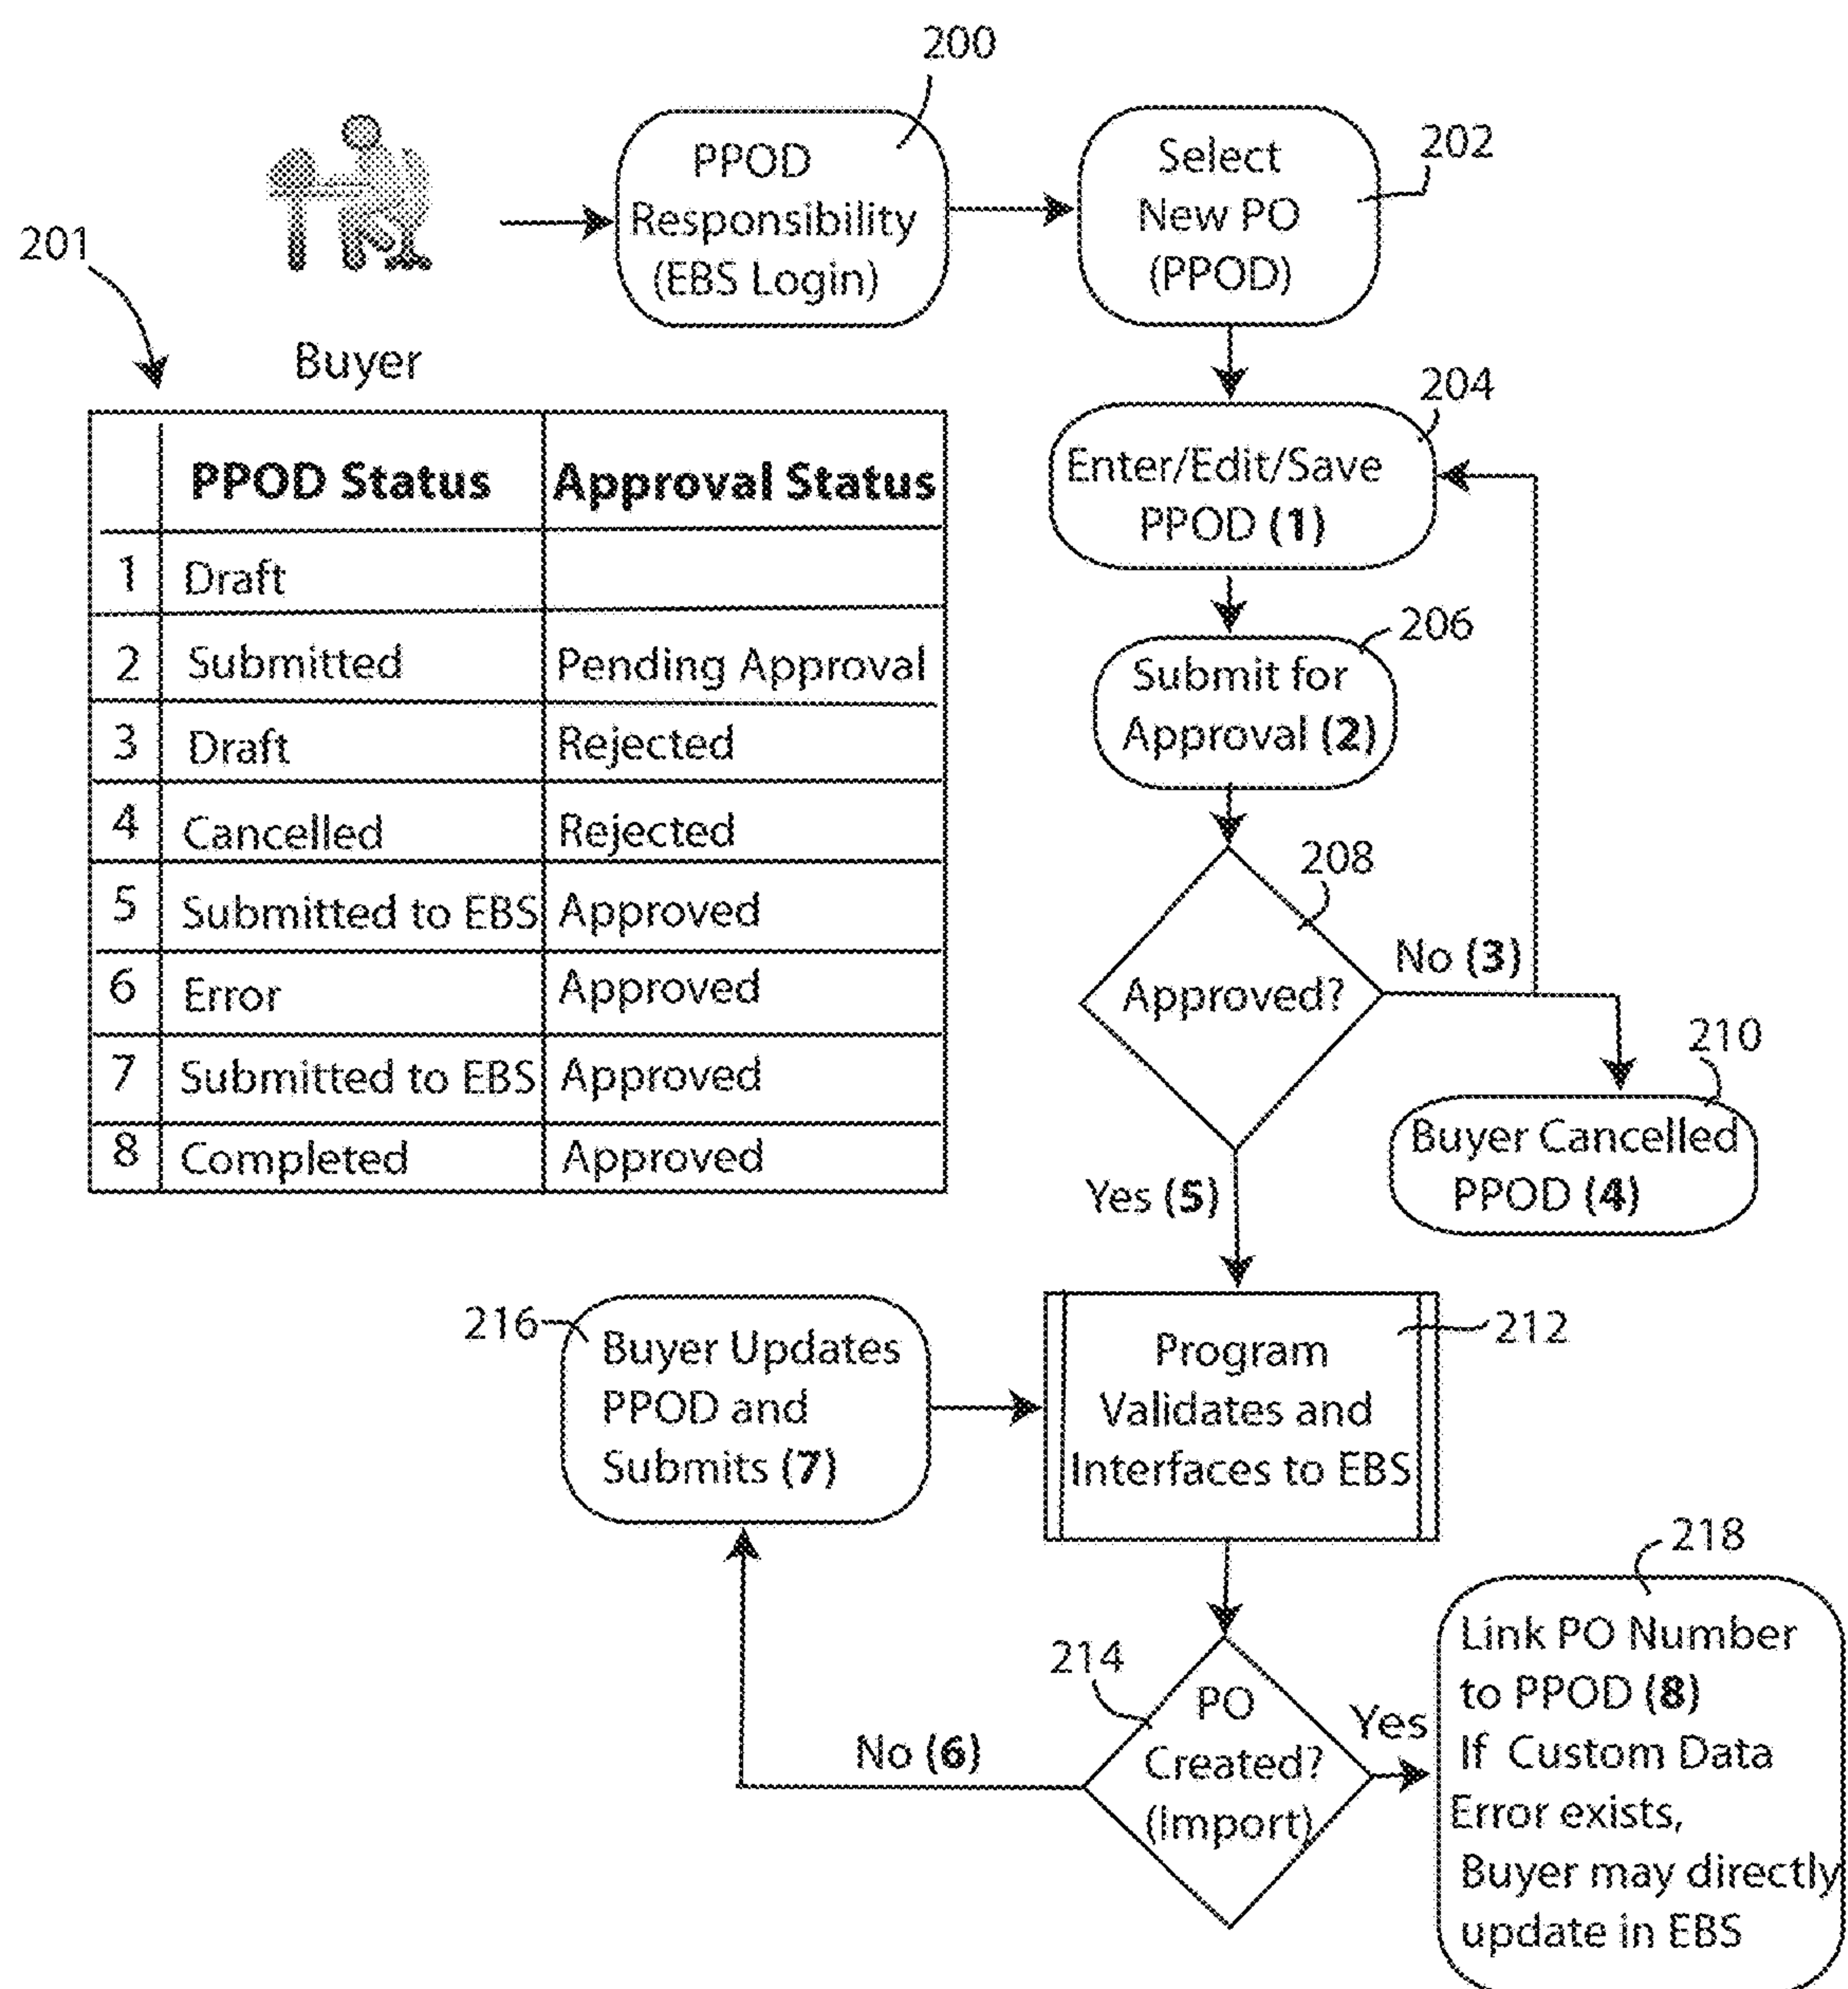 200
PPOD
Responsibility
(EBS Login)
Select
New PO
(PPOD)
202
201
Buyer
PPOD Status Approval Status
1 Draft
2 Submitted Pending Approval
3 Draft Rejected
4 Cancelled Rejected
5 Submitted to EBS Approved
6 Error Approved
7 Submitted to EBS Approved
8 Completed Approved
204
Enter/Edit/Save
PPOD (1)
206
Submit for
Approval (2)
208
Approved?
No (3)
210
Buyer Cancelled
PPOD (4)
Yes (5)
216
Buyer Updates
PPOD and
Submits (7)
212
Program
Validates and
Interfaces to EBS
214
PO
Created?
(Import)
No (6)
Yes
218
Link PO Number
to PPOD (8)
If Custom Data
Error exists,
Buyer may directly
update in EBS